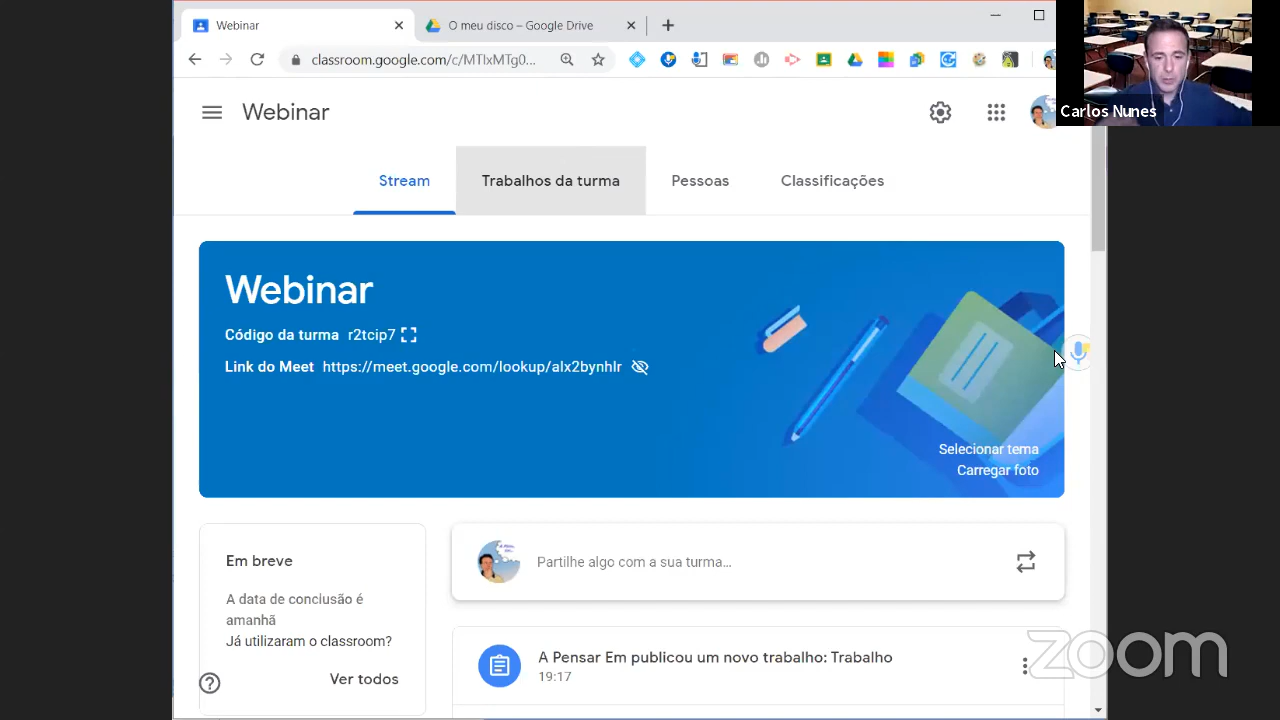 Webinar
O meu disco – Google Drive
classroom.google.com/c/MTIxMTg0...
Webinar
Carlos Nunes
Stream
Trabalhos da turma
Pessoas
Classificações
Webinar
Código da turma r2tcip7
Link do Meet https://meet.google.com/lookup/alx2bynhlr
Selecionar tema
Carregar foto
Em breve
A data de conclusão é
amanhã
Já utilizaram o classroom?
Ver todos
Partilhe algo com a sua turma...
A Pensar Em publicou um novo trabalho: Trabalho
19:17
zoom